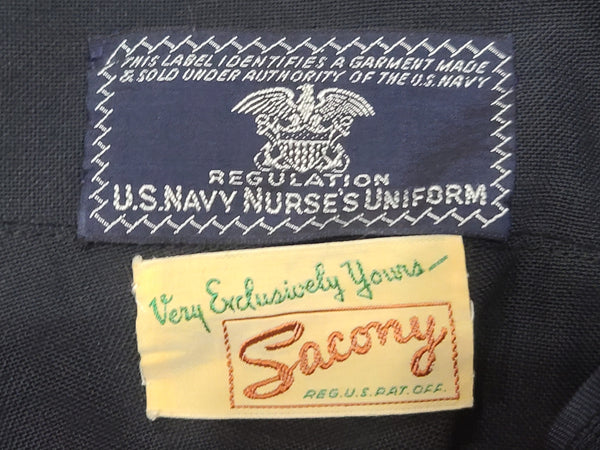 THIS LABEL IDENTIFIES A GARMENT MADE
& SOLD UNDER AUTHORITY OF THE U.S. NAVY
REGULATION
U.S. NAVY NURSE'S UNIFORM
Very Exclusively Yours—
Sacony
REG. U.S. PAT. OFF.